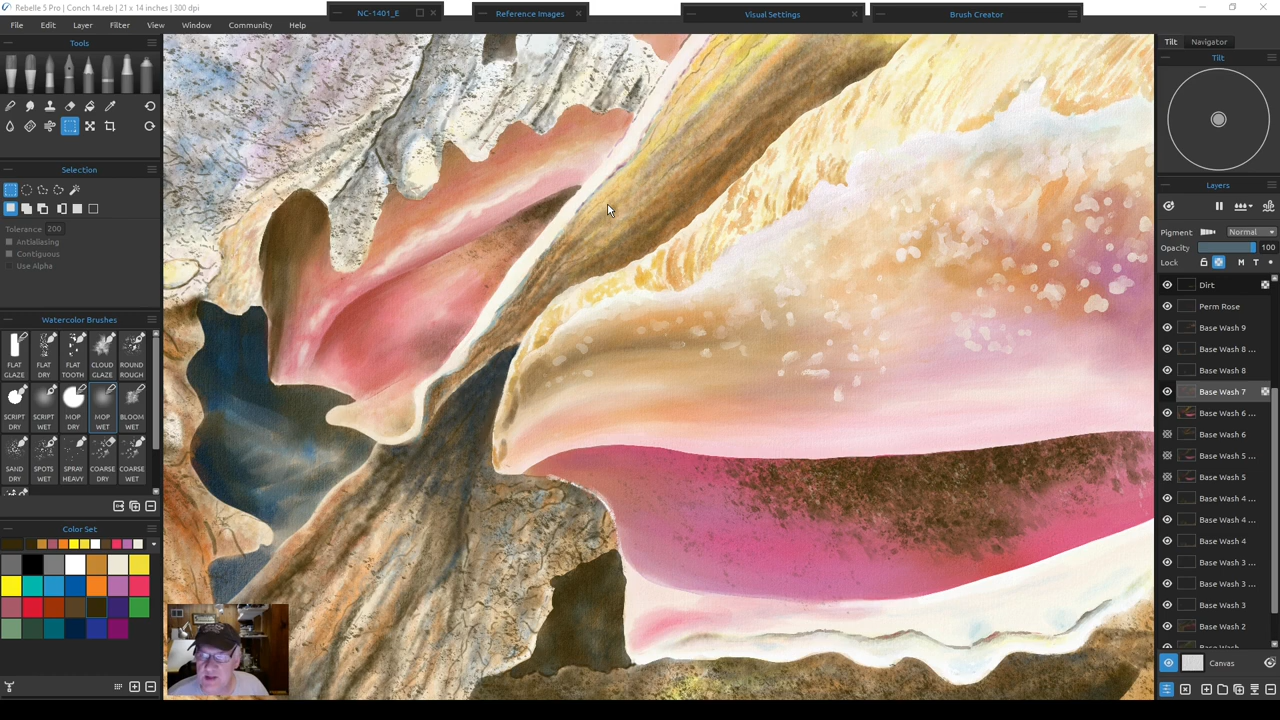 Rebelle 5 Pro | Conch 14.reb | 21 x 14 inches | 300 dpi
NC-1401_E
Reference Images
Visual Settings
Brush Creator
File Edit Layer Filter View Window Community Help
Tools
Selection
Tolerance 200
Antialiasing
Contiguous
Use Alpha
Watercolor Brushes
FLAT GLAZE
FLAT DRY
FLAT TOOTH
CLOUD GLAZE
ROUND ROUGH
SCRIPT DRY
SCRIPT WET
MOP DRY
MOP WET
BLOOM WET
SAND DRY
SPOTS WET
SPRAY HEAVY
COARSE DRY
COARSE WET
Color Set
Tilt Navigator
Tilt
Layers
Pigment Normal
Opacity 100
Lock M T
Dirt
Perm Rose
Base Wash 9
Base Wash 8 ...
Base Wash 8
Base Wash 7
Base Wash 6 ...
Base Wash 6
Base Wash 5 ...
Base Wash 5
Base Wash 4 ...
Base Wash 4 ...
Base Wash 4
Base Wash 3 ...
Base Wash 3 ...
Base Wash 3
Base Wash 2
Base Wash
Canvas